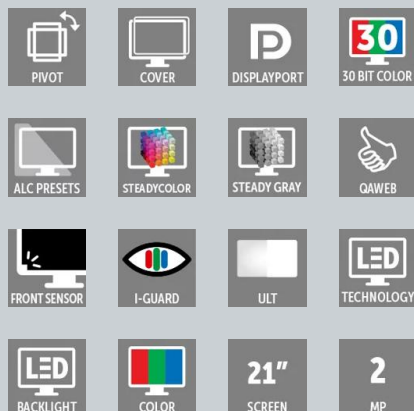 PIVOT
COVER
DISPLAYPORT
30
30 BIT COLOR
ALC PRESETS
STEADYCOLOR
STEADY GRAY
QAWEB
FRONT SENSOR
I-GUARD
ULT
LED
TECHNOLOGY
LED
BACKLIGHT
COLOR
21"
SCREEN
2
MP